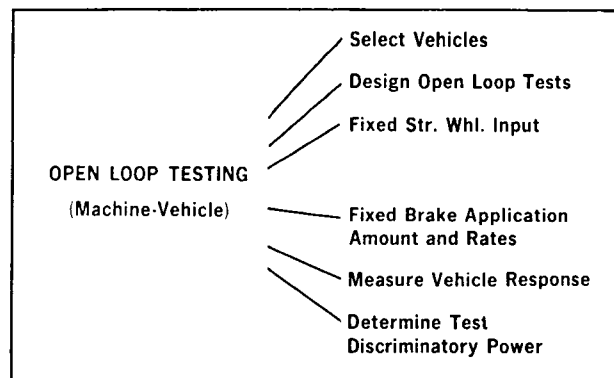 Select Vehicles
Design Open Loop Tests
Fixed Str. Whl. Input
OPEN LOOP TESTING
(Machine-Vehicle)
Fixed Brake Application
Amount and Rates
Measure Vehicle Response
Determine Test
Discriminatory Power